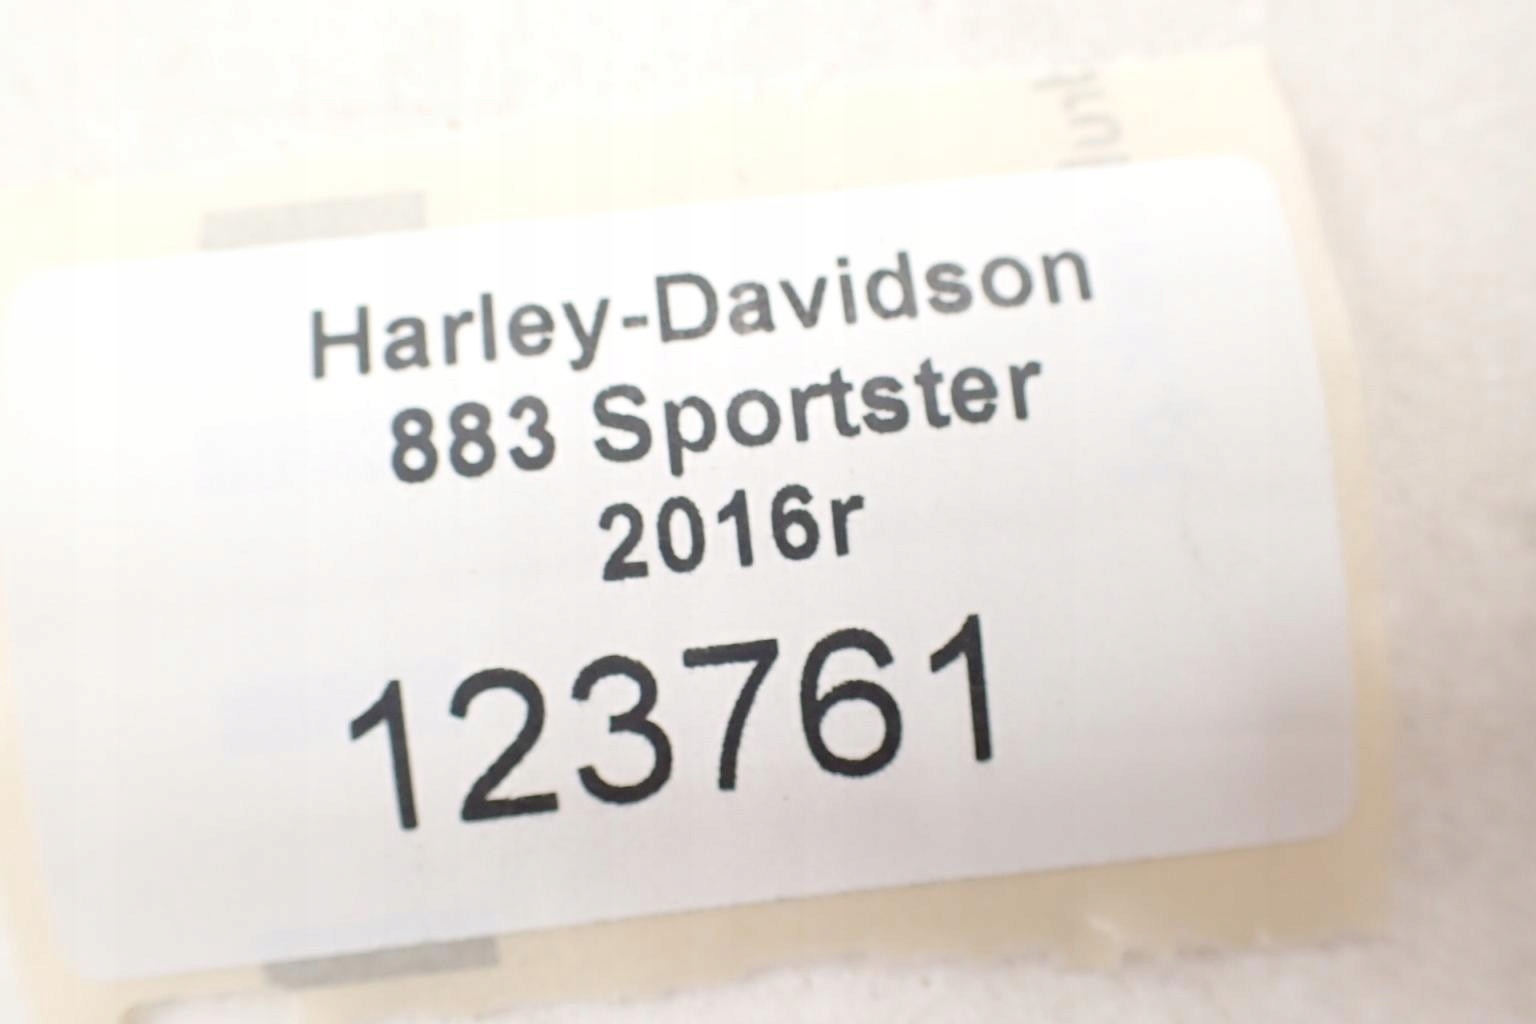 Harley-Davidson
883 Sportster
2016r
123761